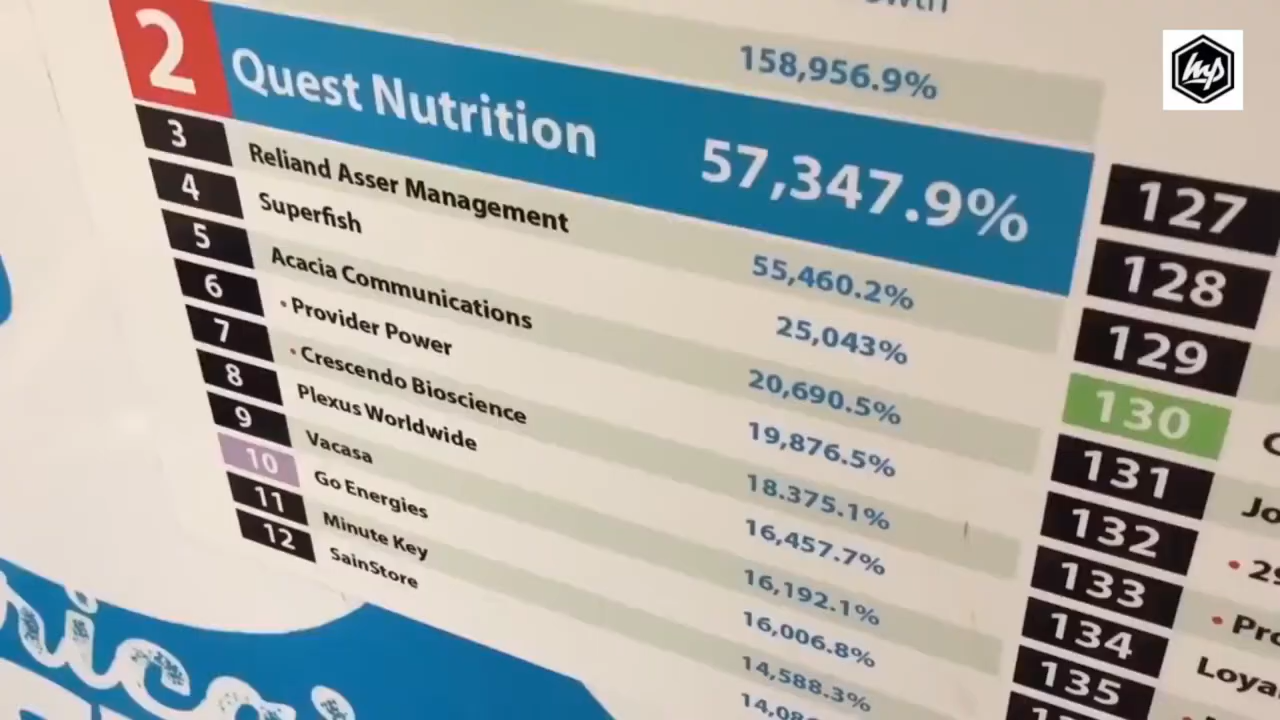 158,956.9%
2 Quest Nutrition 57,347.9%
3 Reliand Asser Management 55,460.2%
4 Superfish 25,043%
5 Acacia Communications 20,690.5%
6 • Provider Power 19,876.5%
7 • Crescendo Bioscience 18.375.1%
8 Plexus Worldwide 16,457.7%
9 Vacasa 16,192.1%
10 Go Energies 16,006.8%
11 Minute Key 14,588.3%
12 SainStore
127
128
129
130
131
132
133
134
135
mp